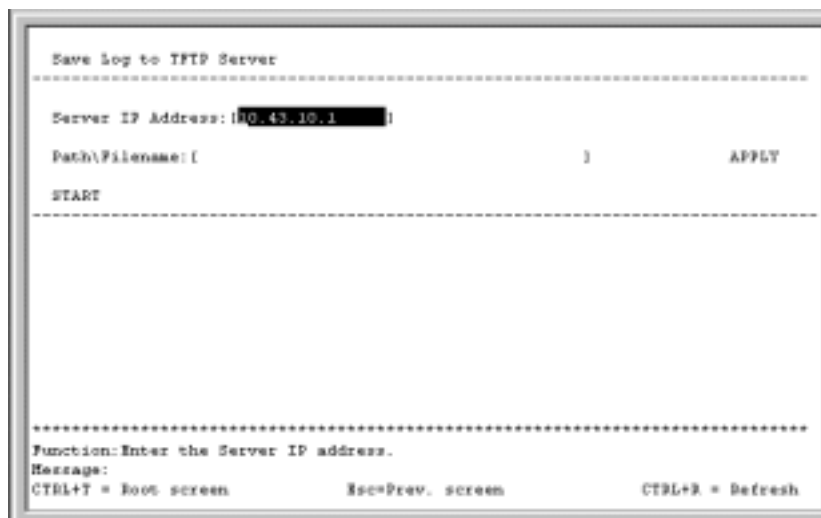 Save Log to TFTP Server
Server IP Address:[10.43.10.1 ]
Path\Filename:[ ] APPLY
START
Function:Enter the Server IP address.
Message:
CTRL+T = Root screen Esc=Prev. screen CTRL+R = Refresh